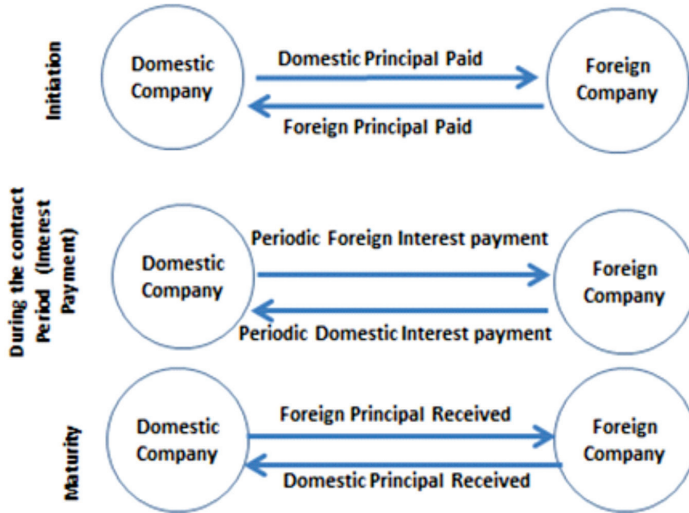 Initiation
Domestic
Company
Domestic Principal Paid
Foreign Principal Paid
Foreign
Company
During the contract
Period (Interest
Payment)
Domestic
Company
Periodic Foreign Interest payment
Periodic Domestic Interest payment
Foreign
Company
Maturity
Domestic
Company
Foreign Principal Received
Domestic Principal Received
Foreign
Company